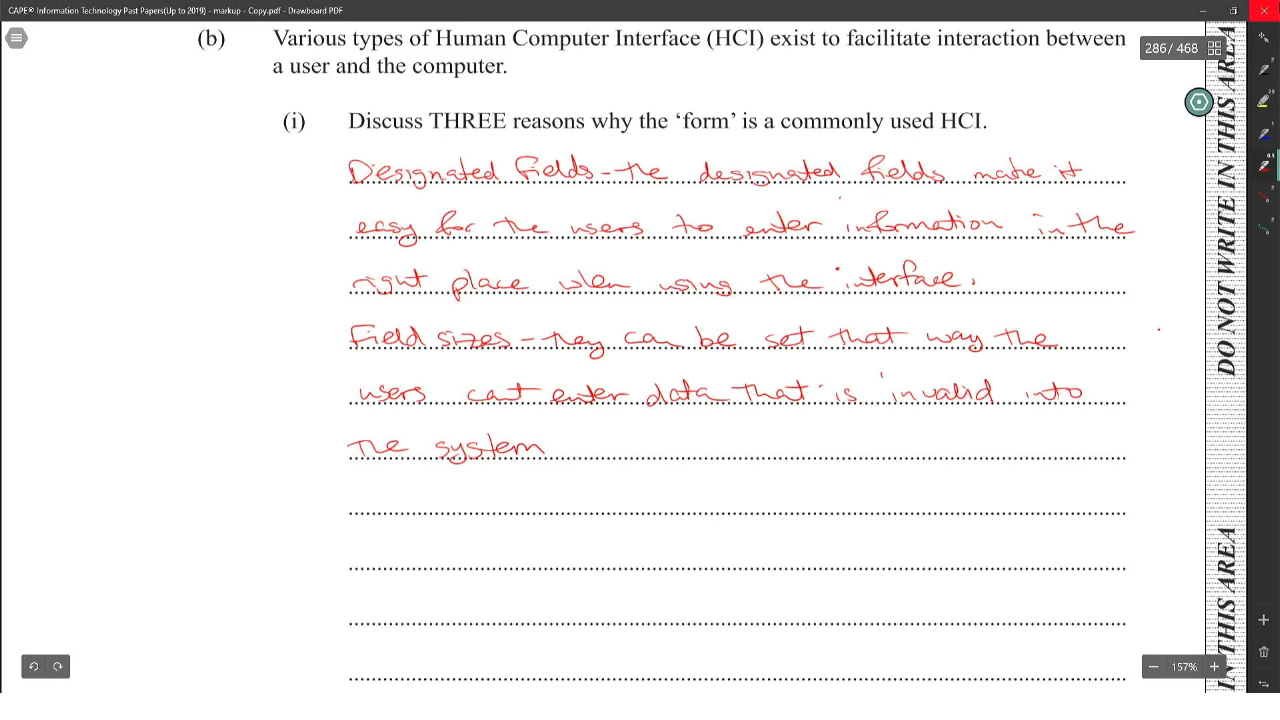 CAPE® Information Technology Past Papers(Up to 2019) - markup - Copy.pdf - Drawboard PDF
(b) Various types of Human Computer Interface (HCI) exist to facilitate interaction between
a user and the computer.
286 / 468
(i) Discuss THREE reasons why the ‘form’ is a commonly used HCI.
Designated Fields - the designated fields make it
easy for the users to enter information in the
right place when using the interface.
Field sizes - they can be set that way the
users cat enter data that is invalid into
the system
DO NOT WRITE IN THIS AREA
IN THIS AREA
157%